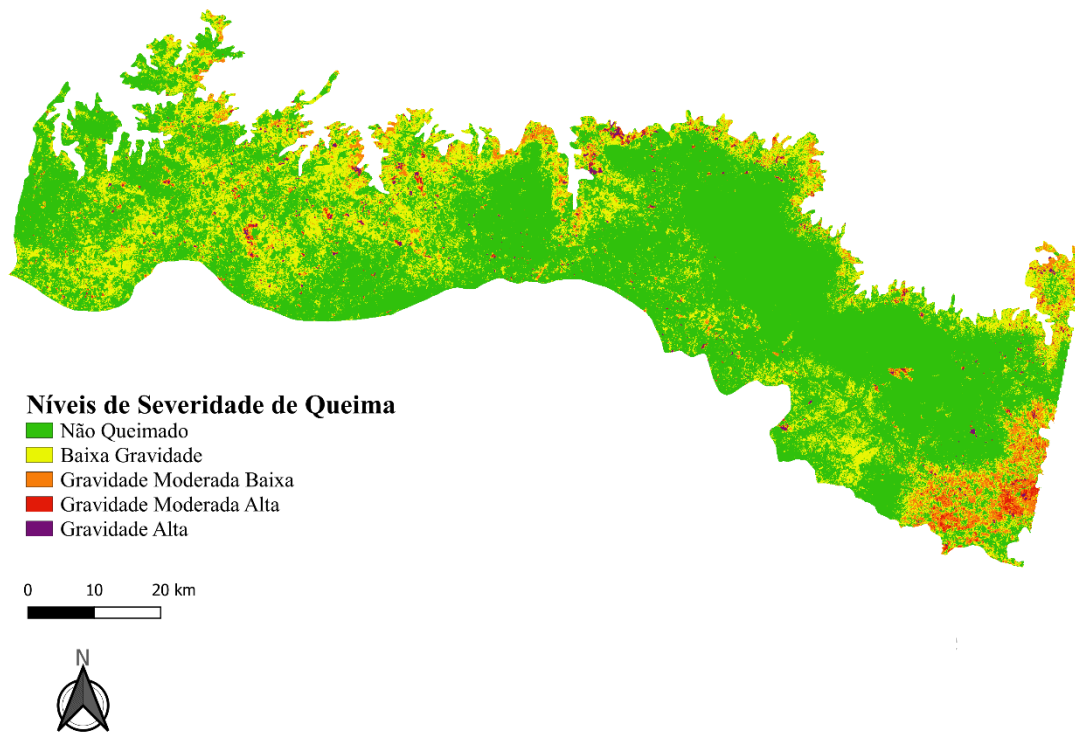 Níveis de Severidade de Queima
Não Queimado
Baixa Gravidade
Gravidade Moderada Baixa
Gravidade Moderada Alta
Gravidade Alta
0 10 20 km
N